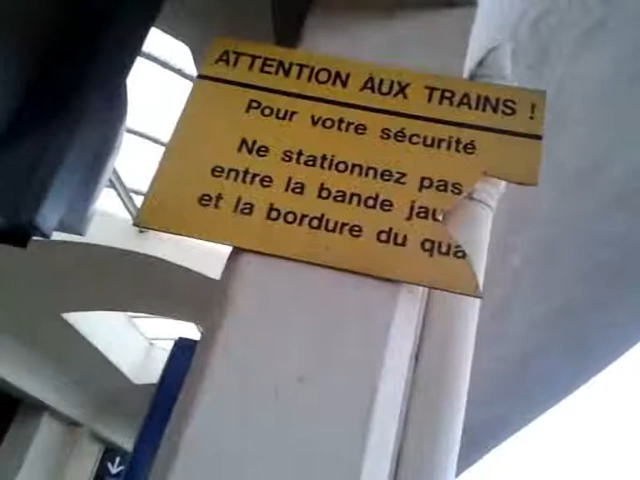 ATTENTION AUX TRAINS !
Pour votre sécurité
Ne stationnez pas
entre la bande jau
et la bordure du qua